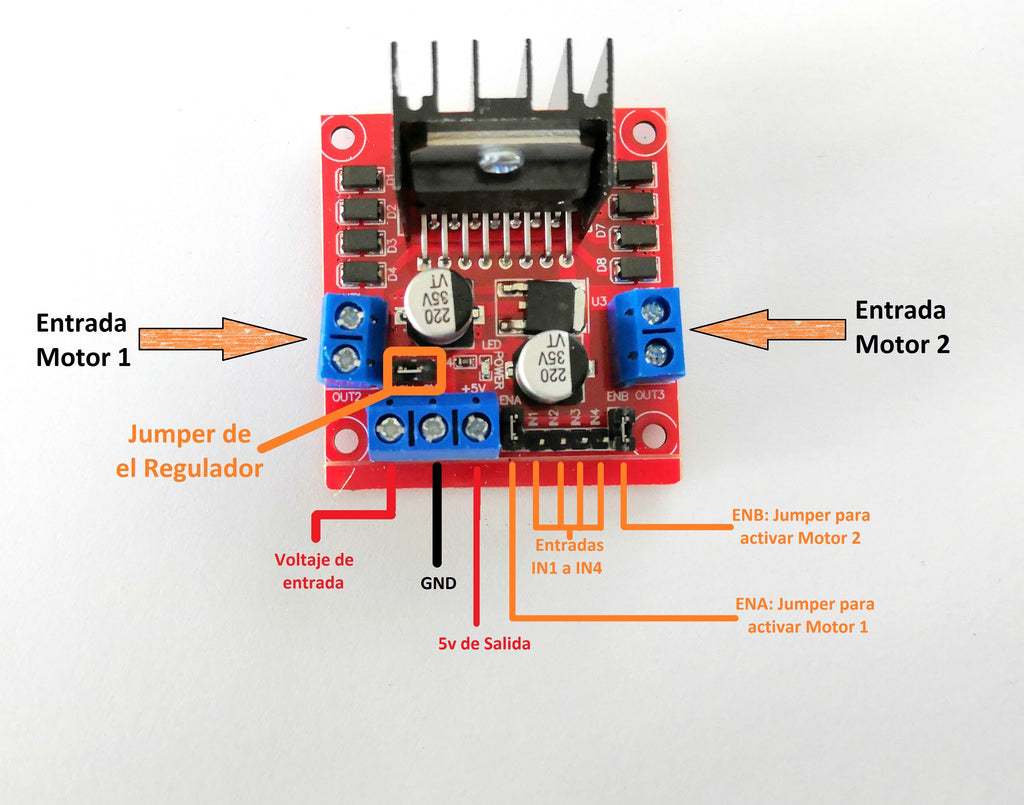 D1
D2
D3
D4
D7
D8
220
35V
VT
U3
220
35V
VT
LED
POWER
+5V
OUT2
ENA
IN1
IN2
IN3
IN4
ENB
OUT3
Entrada
Motor 1
Entrada
Motor 2
Jumper de
el Regulador
Voltaje de
entrada
GND
5v de Salida
Entradas
IN1 a IN4
ENB: Jumper para
activar Motor 2
ENA: Jumper para
activar Motor 1